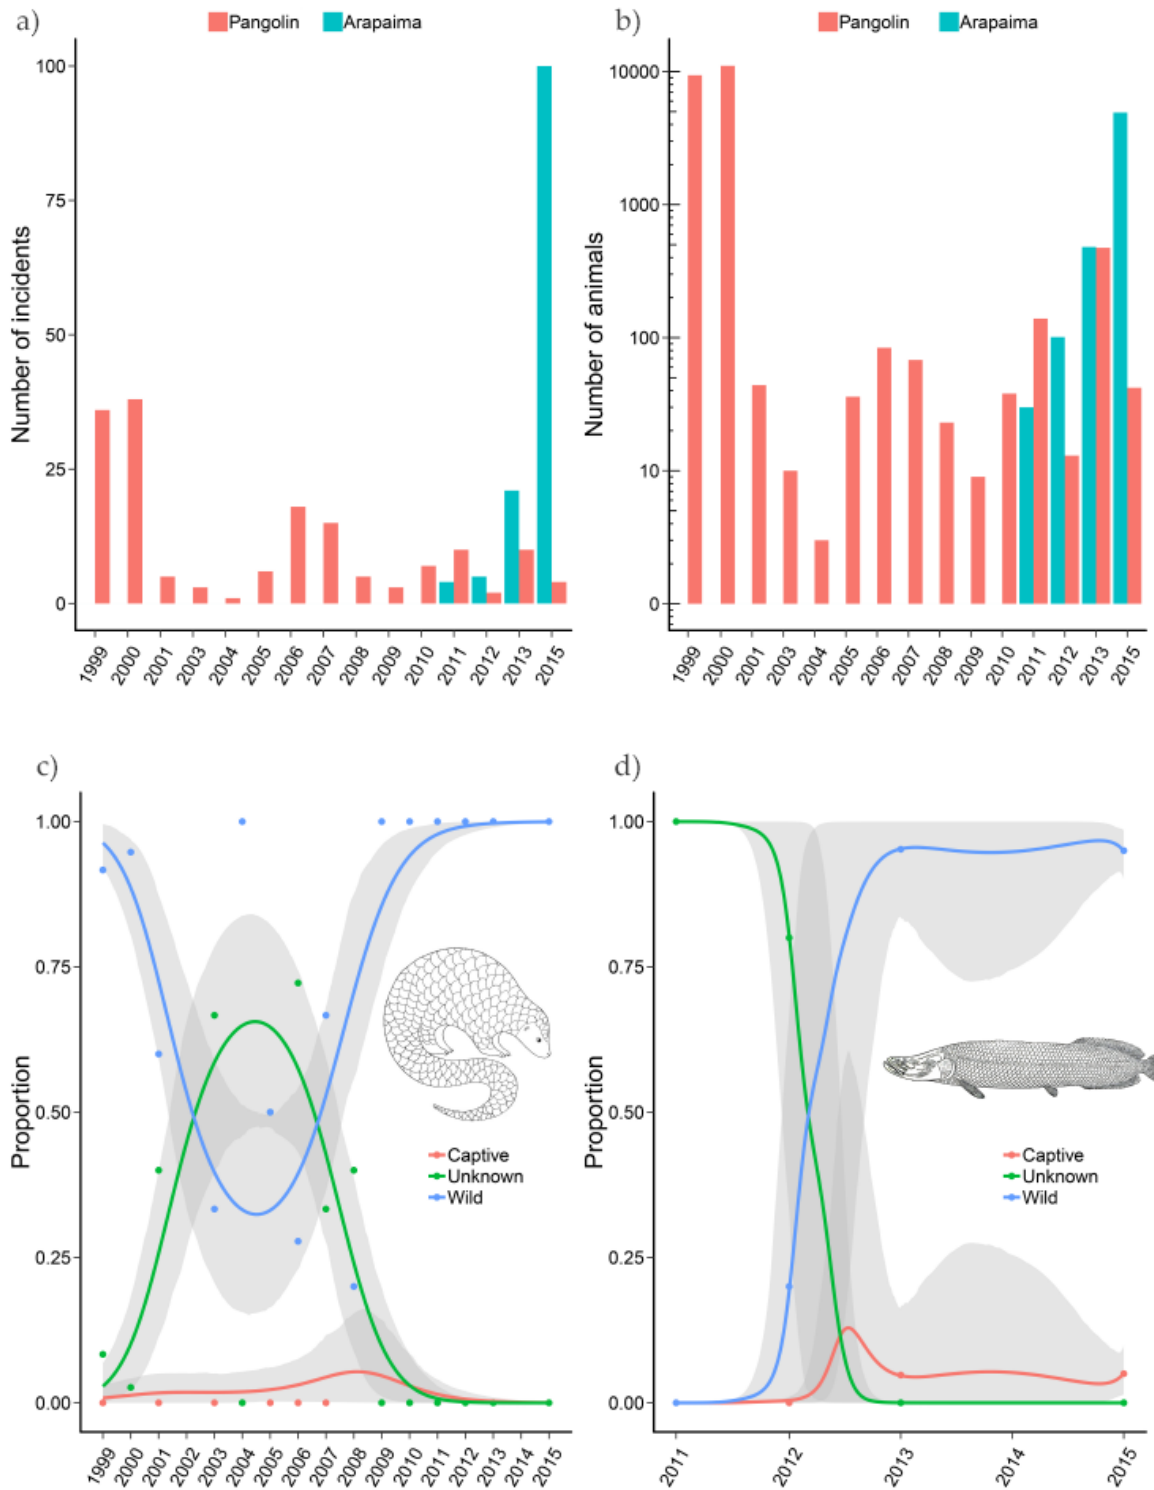 a)
Pangolin Arapaima
Number of incidents
100
75
50
25
0
1999 2000 2001 2003 2004 2005 2006 2007 2008 2009 2010 2011 2012 2013 2015
b)
Pangolin Arapaima
Number of animals
10000
1000
100
10
0
1999 2000 2001 2003 2004 2005 2006 2007 2008 2009 2010 2011 2012 2013 2015
c)
Proportion
1.00
0.75
0.50
0.25
0.00
Captive
Unknown
Wild
1999 2000 2001 2002 2003 2004 2005 2006 2007 2008 2009 2010 2011 2012 2013 2014 2015
d)
Proportion
1.00
0.75
0.50
0.25
0.00
Captive
Unknown
Wild
2011 2012 2013 2014 2015